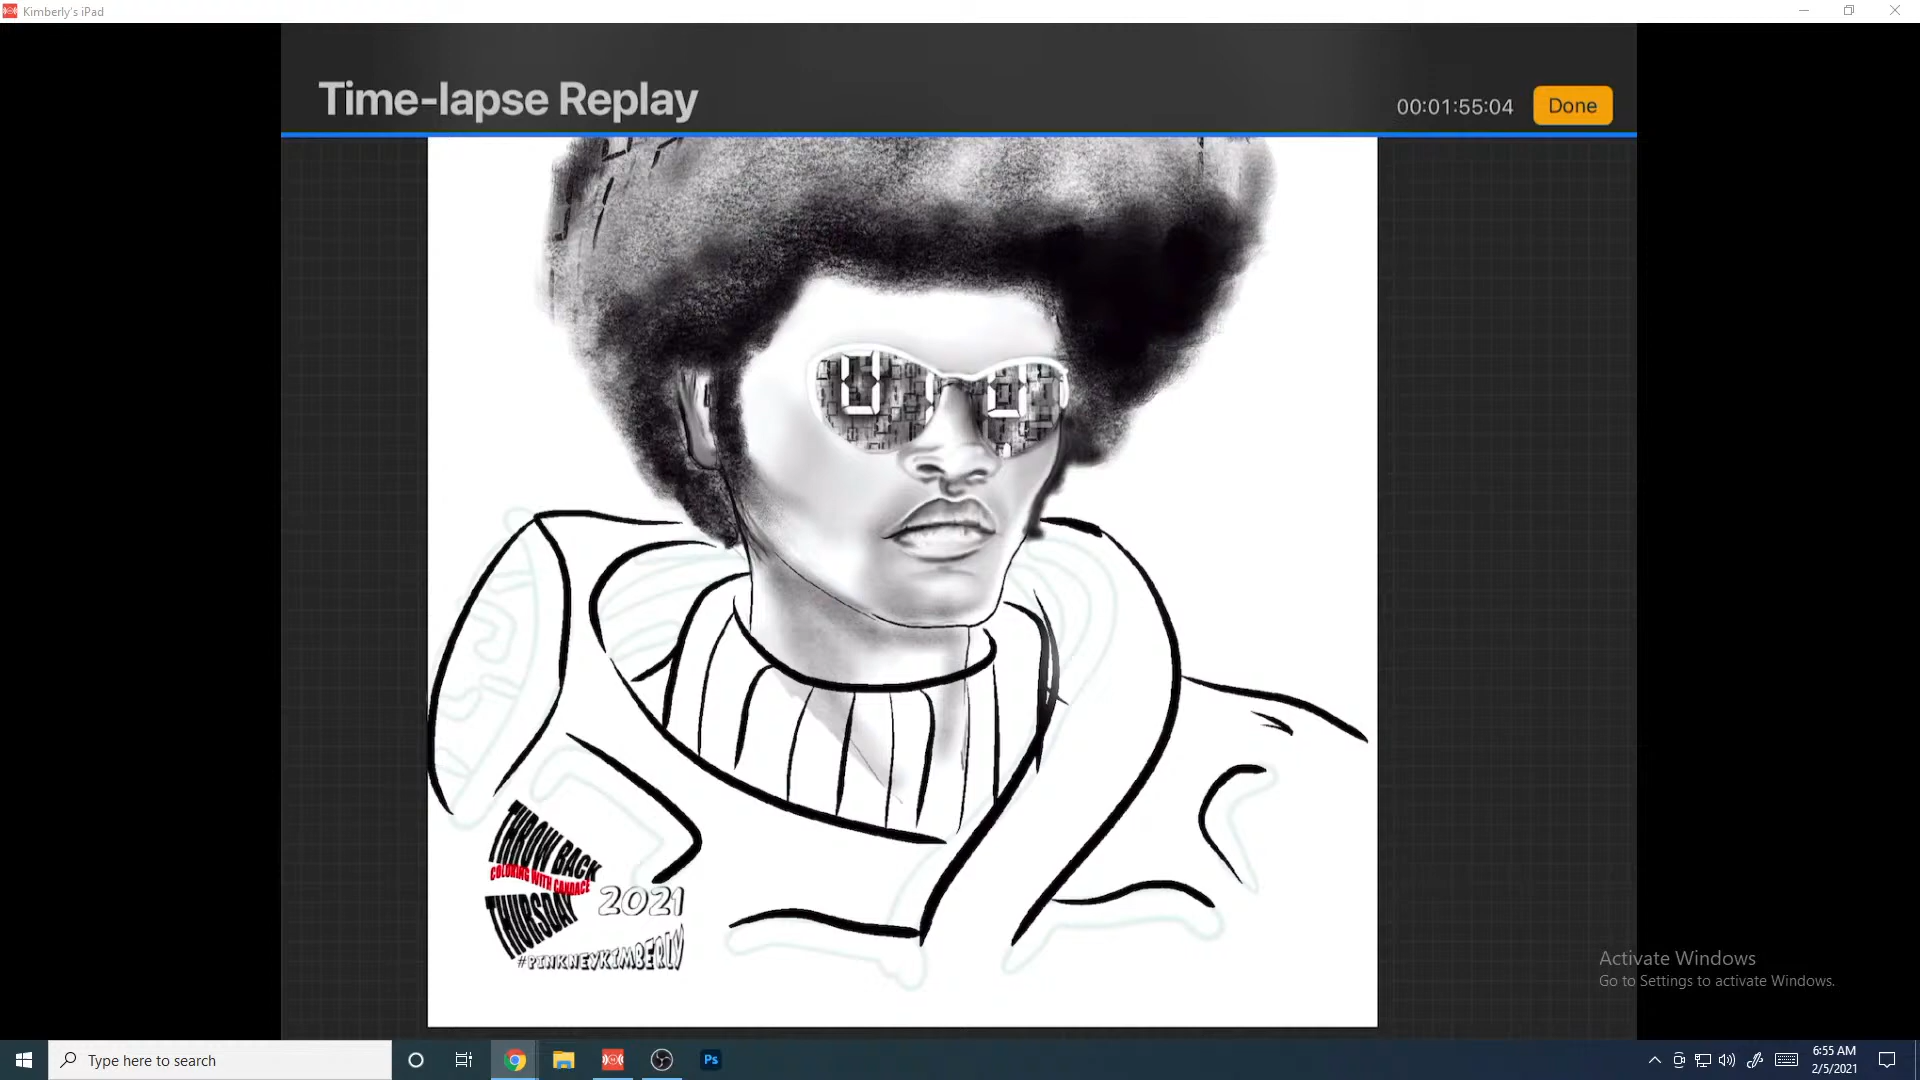 Kimberly's iPad
Time-lapse Replay
00:01:55:04
Done
THROW BACK
COLORING WITH CANDACE
THURSDAY
2021
#PINKNEYKIMBERLY
Activate Windows
Go to Settings to activate Windows.
Type here to search
Ps
6:55 AM
2/5/2021